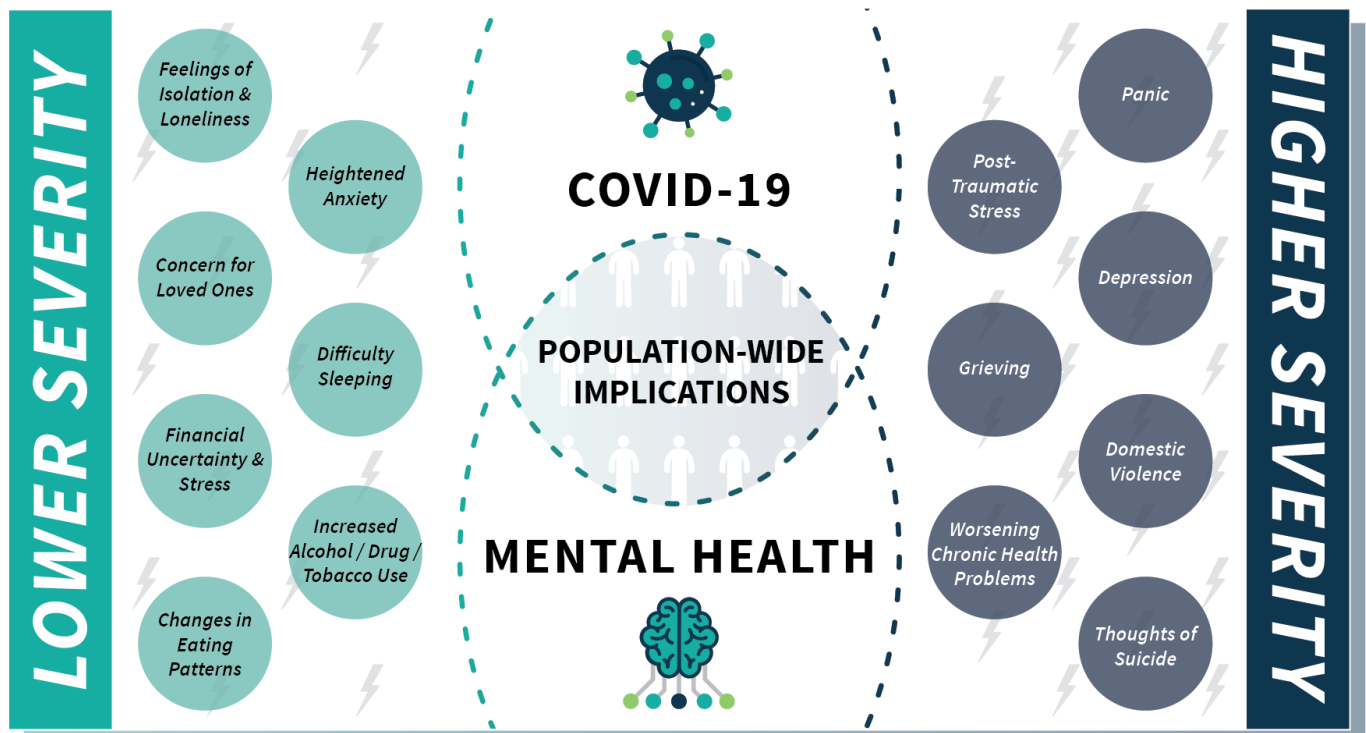 LOWER SEVERITY
Feelings of
Isolation &
Loneliness
Heightened
Anxiety
Concern for
Loved Ones
Difficulty
Sleeping
Financial
Uncertainty &
Stress
Increased
Alcohol / Drug /
Tobacco Use
Changes in
Eating
Patterns
COVID-19
POPULATION-WIDE
IMPLICATIONS
MENTAL HEALTH
Panic
Post-
Traumatic
Stress
Depression
Grieving
Domestic
Violence
Worsening
Chronic Health
Problems
Thoughts of
Suicide
HIGHER SEVERITY